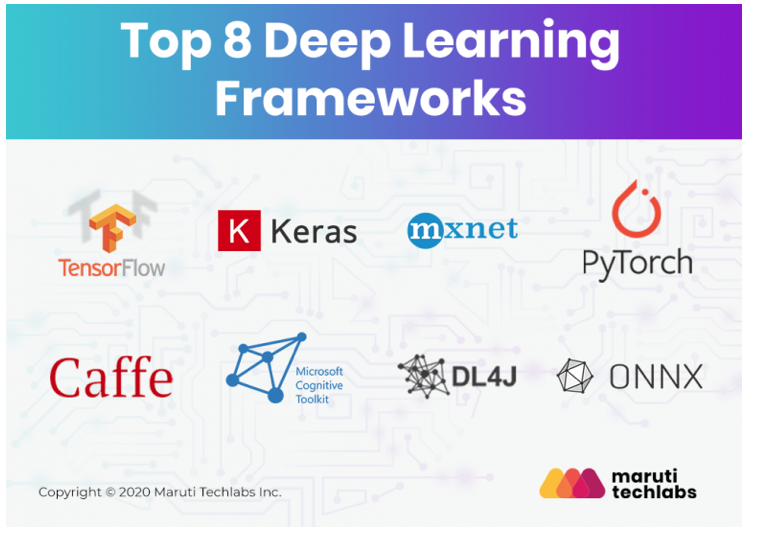 Top 8 Deep Learning
Frameworks
TensorFlow
K Keras
mxnet
PyTorch
Caffe
Microsoft
Cognitive
Toolkit
DL4J
ONNX
Copyright © 2020 Maruti Techlabs Inc.
maruti
techlabs